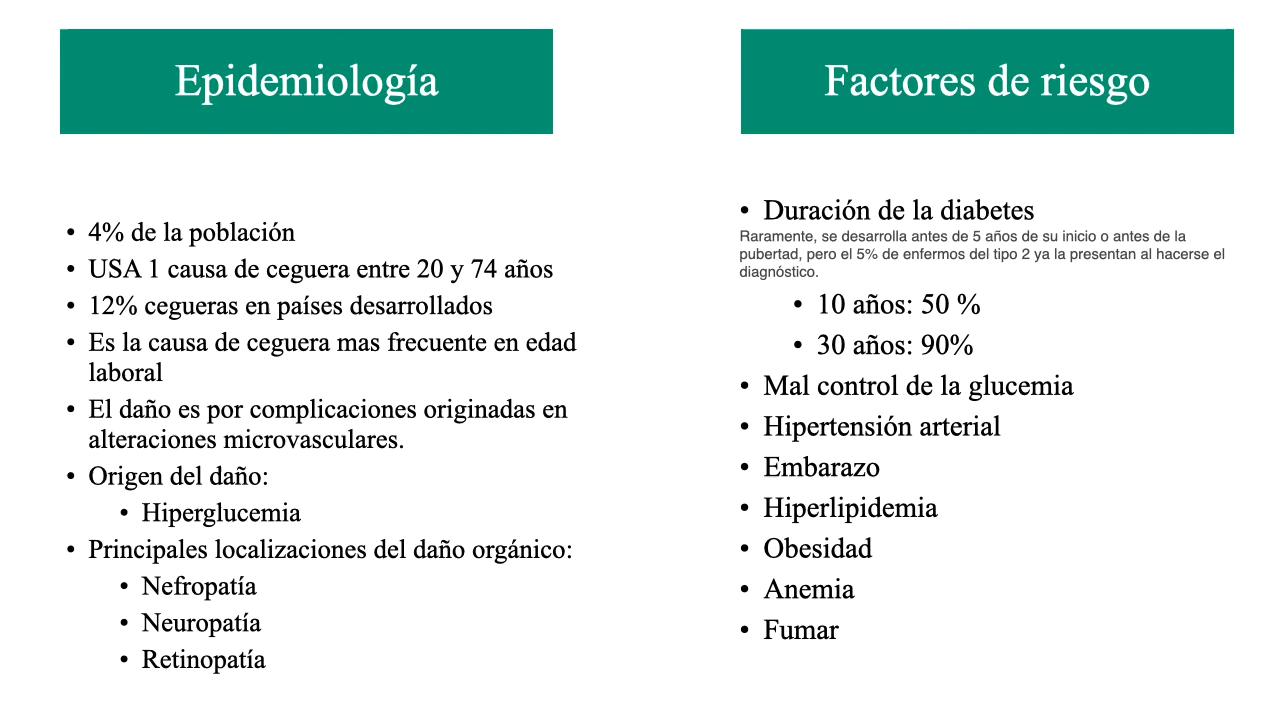 Epidemiología
• 4% de la población
• USA 1 causa de ceguera entre 20 y 74 años
• 12% cegueras en países desarrollados
• Es la causa de ceguera mas frecuente en edad
laboral
• El daño es por complicaciones originadas en
alteraciones microvasculares.
• Origen del daño:
• Hiperglucemia
• Principales localizaciones del daño orgánico:
• Nefropatía
• Neuropatía
• Retinopatía
Factores de riesgo
• Duración de la diabetes
Raramente, se desarrolla antes de 5 años de su inicio o antes de la
pubertad, pero el 5% de enfermos del tipo 2 ya la presentan al hacerse el
diagnóstico.
• 10 años: 50 %
• 30 años: 90%
• Mal control de la glucemia
• Hipertensión arterial
• Embarazo
• Hiperlipidemia
• Obesidad
• Anemia
• Fumar